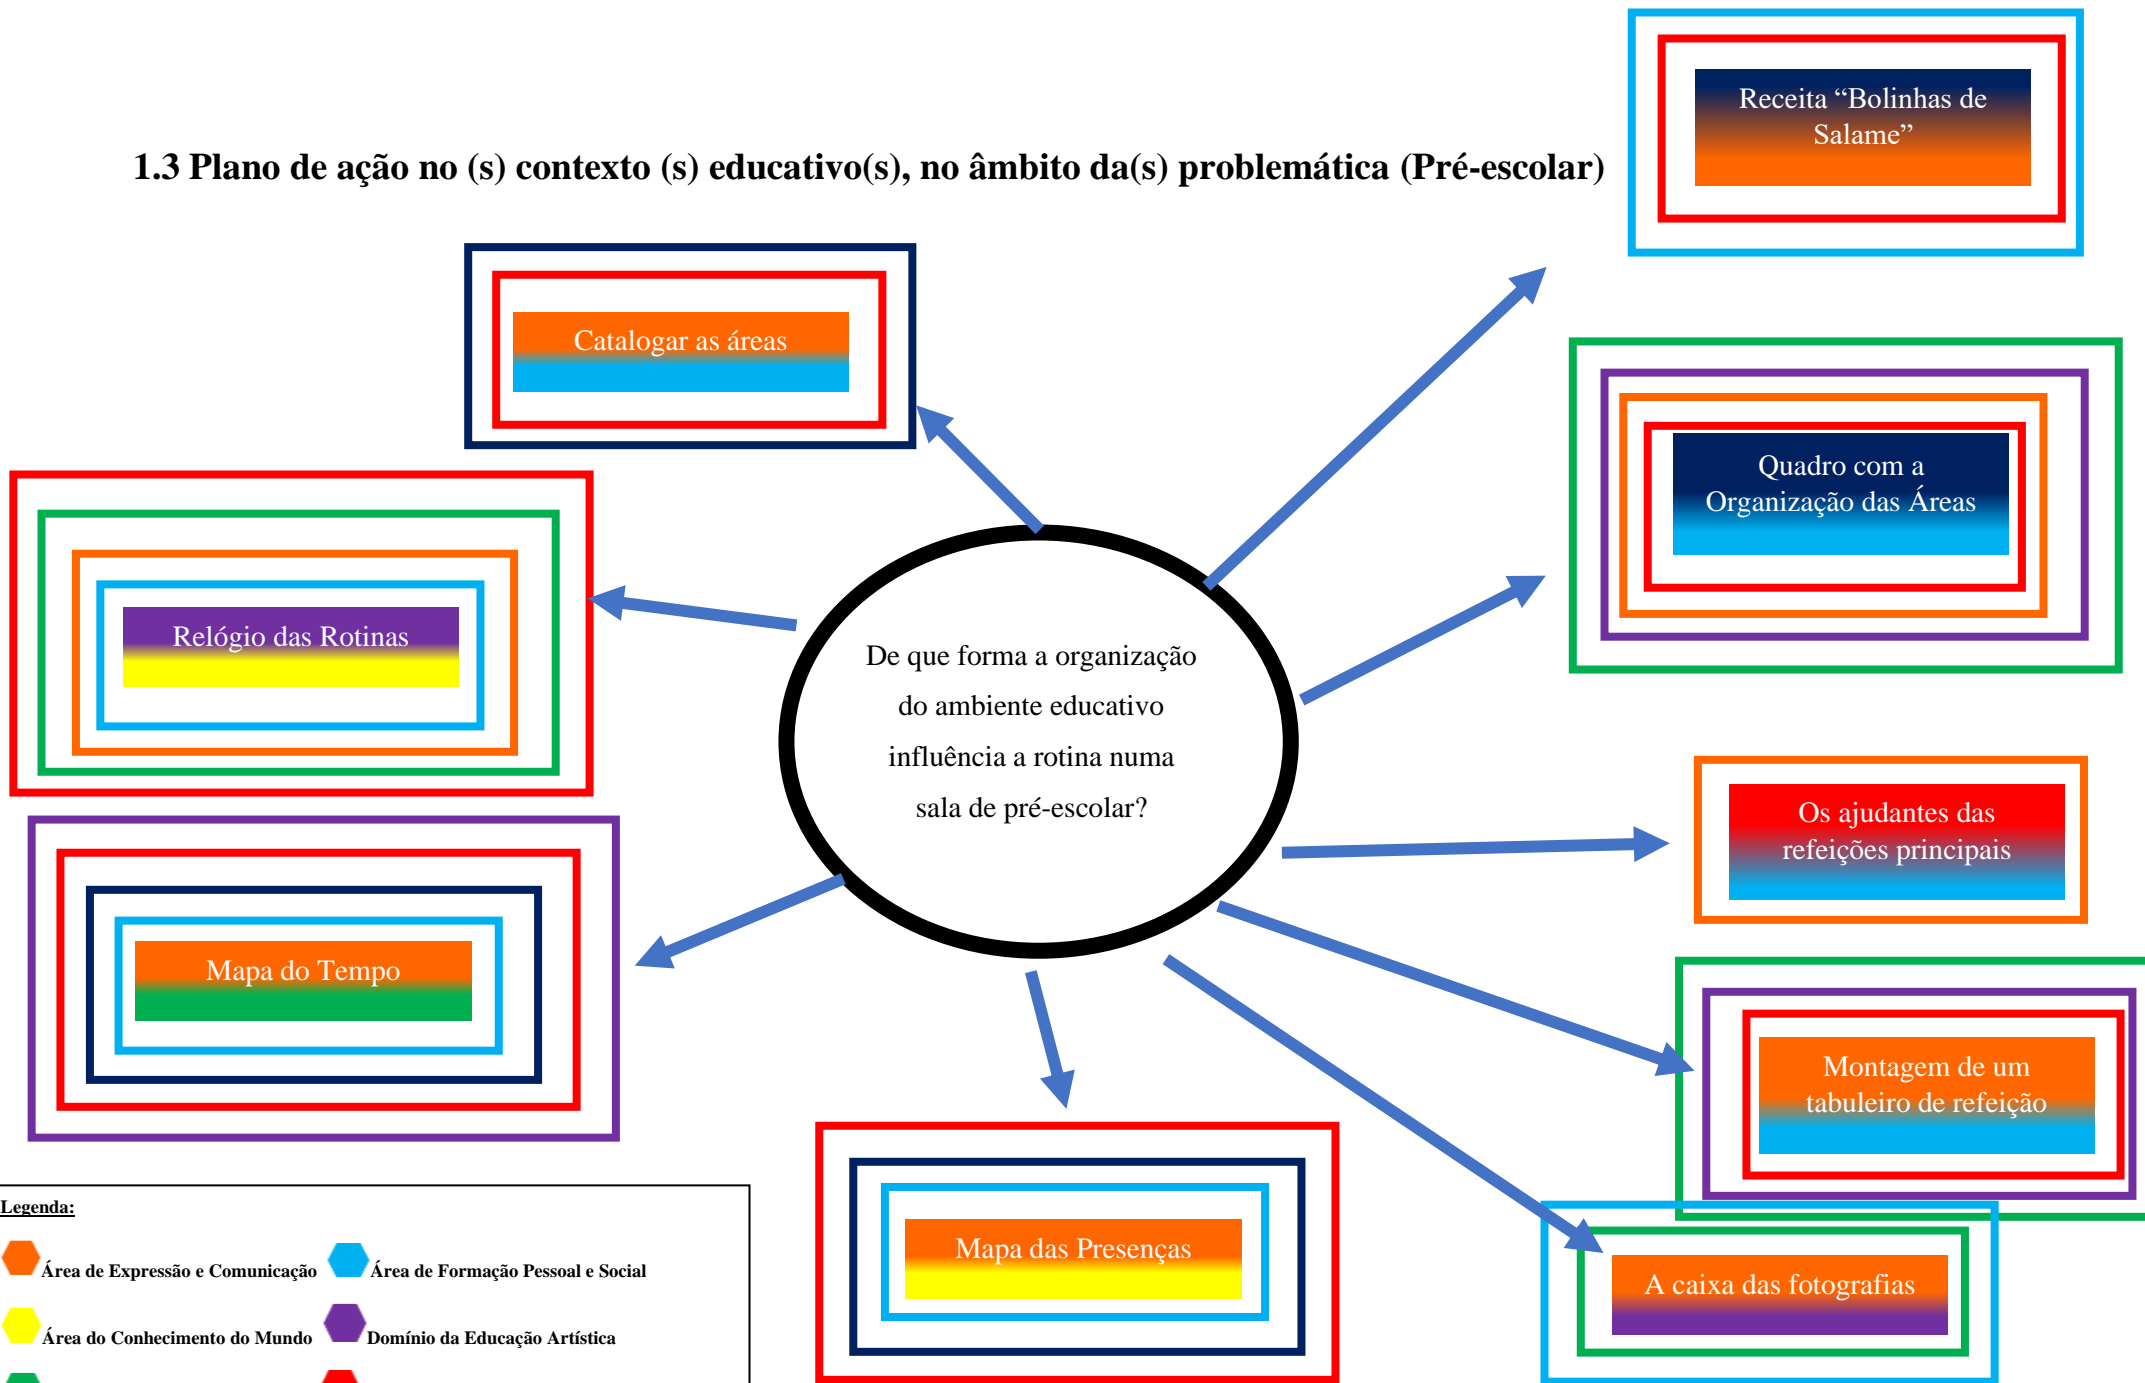 1.3 Plano de ação no (s) contexto (s) educativo(s), no âmbito da(s) problemática (Pré-escolar)
Receita “Bolinhas de
Salame”
Catalogar as áreas
Quadro com a
Organização das Áreas
Relógio das Rotinas
De que forma a organização
do ambiente educativo
influência a rotina numa
sala de pré-escolar?
Os ajudantes das
refeições principais
Mapa do Tempo
Montagem de um
tabuleiro de refeição
Mapa das Presenças
A caixa das fotografias
Legenda:
Área de Expressão e Comunicação Área de Formação Pessoal e Social
Área do Conhecimento do Mundo Domínio da Educação Artística